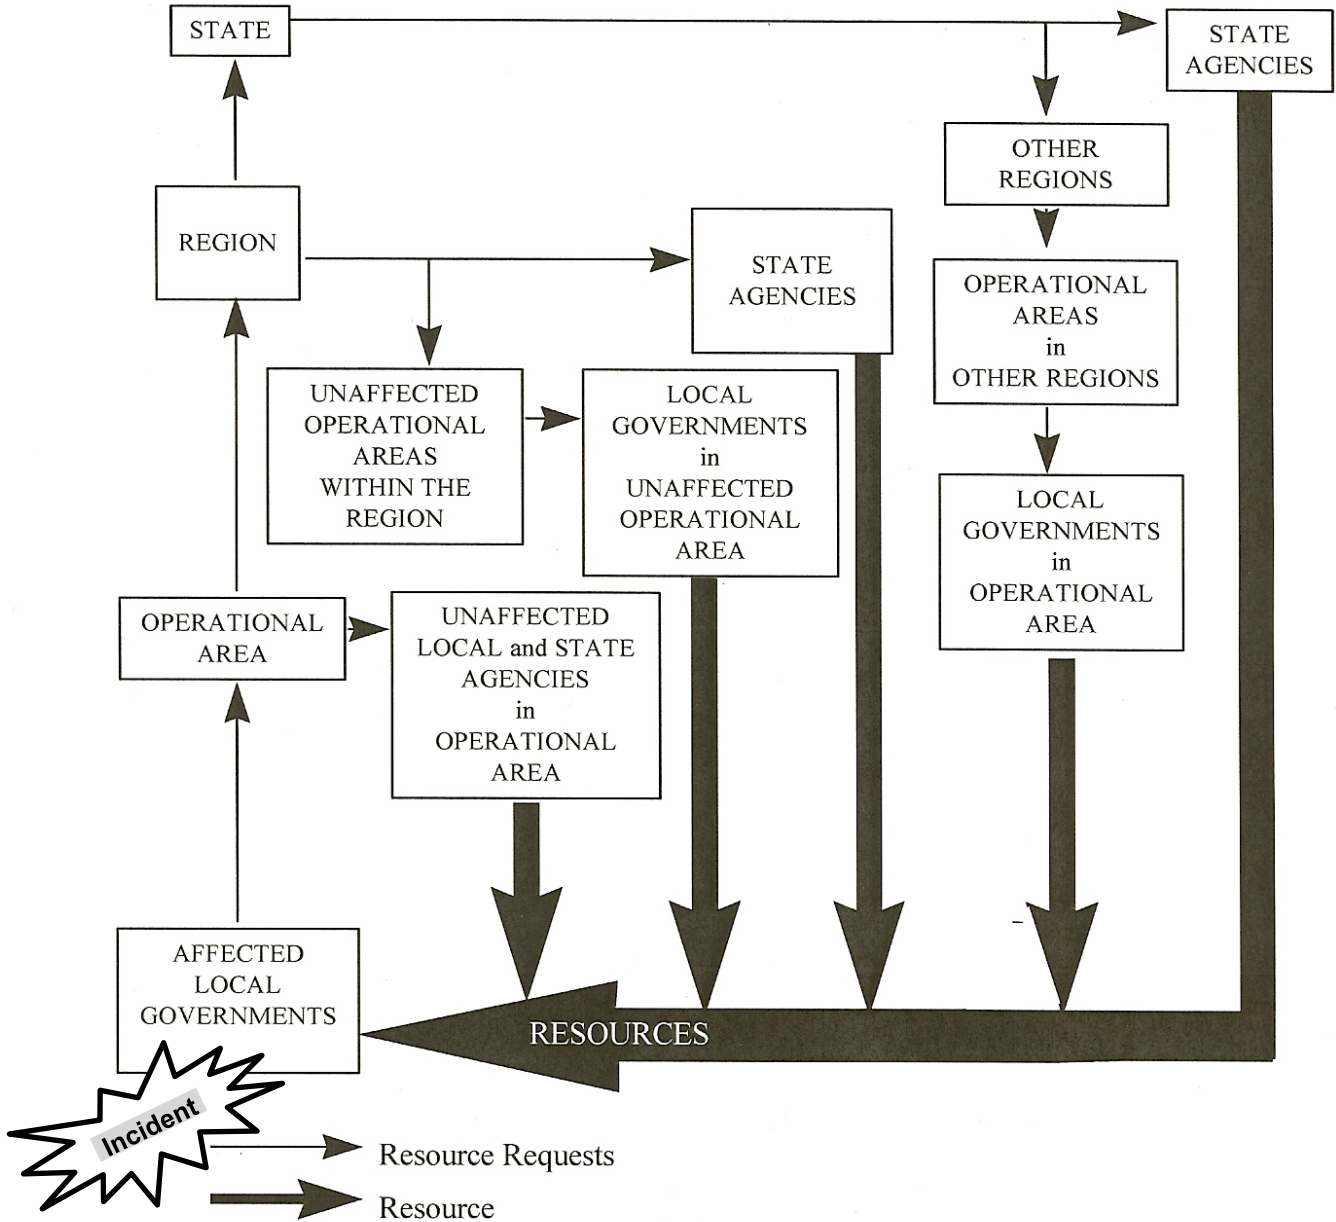 STATE
STATE
AGENCIES
OTHER
REGIONS
REGION
STATE
AGENCIES
OPERATIONAL
AREAS
in
OTHER REGIONS
UNAFFECTED
OPERATIONAL
AREAS
WITHIN THE
REGION
LOCAL
GOVERNMENTS
in
UNAFFECTED
OPERATIONAL
AREA
LOCAL
GOVERNMENTS
in
OPERATIONAL
AREA
OPERATIONAL
AREA
UNAFFECTED
LOCAL and STATE
AGENCIES
in
OPERATIONAL
AREA
AFFECTED
LOCAL
GOVERNMENTS
RESOURCES
Incident
Resource Requests
Resource